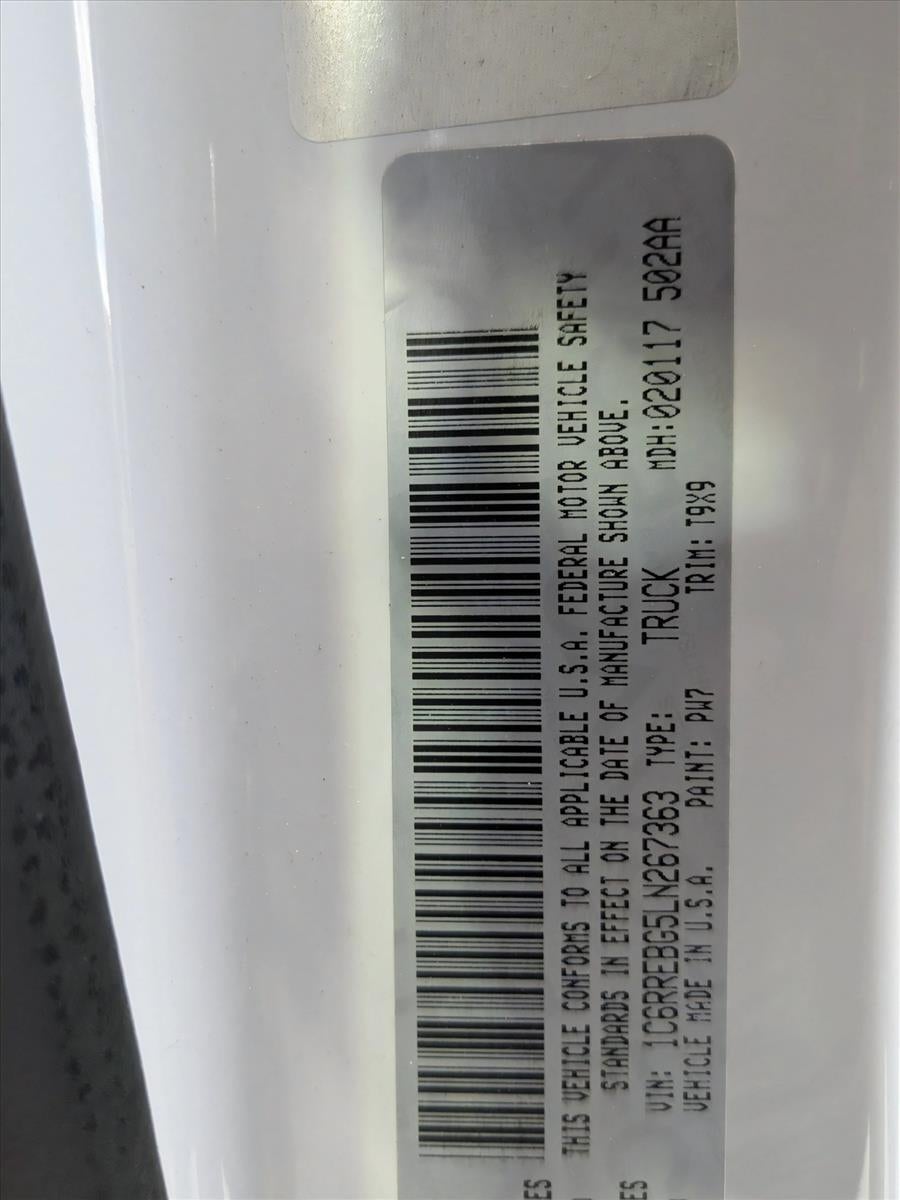 THIS VEHICLE CONFORMS TO ALL APPLICABLE U.S.A. FEDERAL MOTOR VEHICLE SAFETY
STANDARDS IN EFFECT ON THE DATE OF MANUFACTURE SHOWN ABOVE.
VIN: 1C6RREBG5LN267363 TYPE: TRUCK MDH:020117 502AA
VEHICLE MADE IN U.S.A. PAINT: PW7 TRIM: T9X9